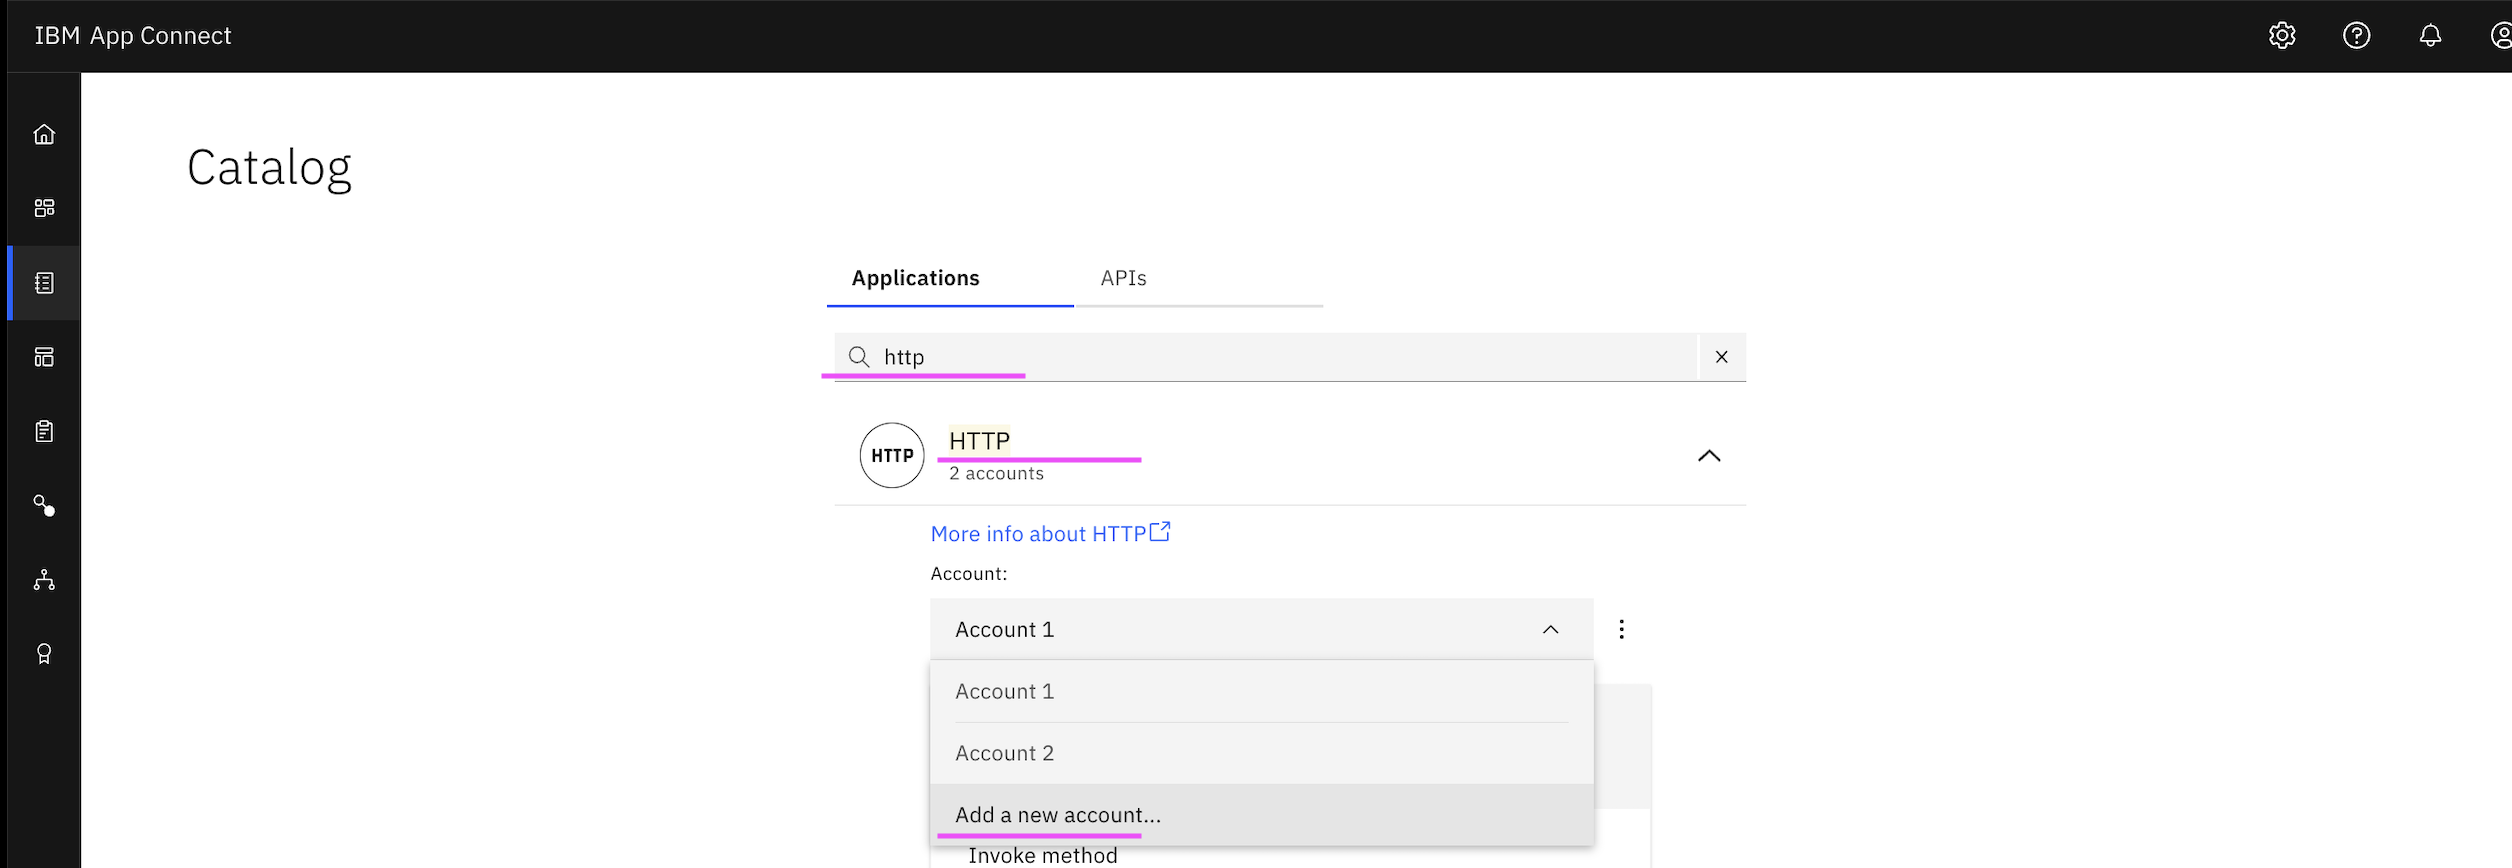 IBM App Connect
Catalog
Applications
APIs
http
HTTP
HTTP
2 accounts
More info about HTTP
Account:
Account 1
Account 1
Account 2
Add a new account...
Invoke method